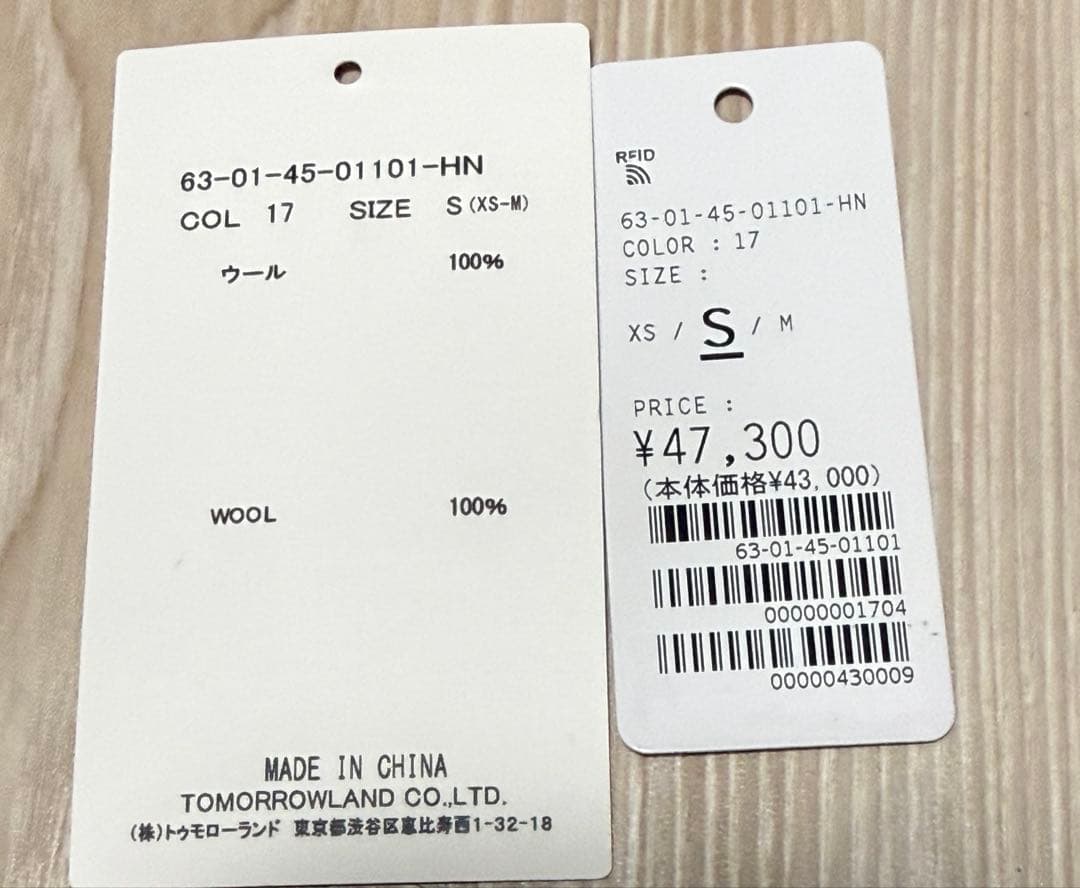 63-01-45-01101-HN
COL 17 SIZE S (XS-M)
ウール 100%
WOOL 100%
MADE IN CHINA
TOMORROWLAND CO.,LTD.
(株)トゥモローランド 東京都渋谷区恵比寿西1-32-18
RFID
63-01-45-01101-HN
COLOR : 17
SIZE :
XS / S / M
PRICE :
¥47,300
(本体価格¥43,000)
63-01-45-01101
00000001704
00000430009